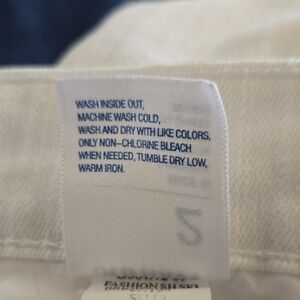 WASH INSIDE OUT,
MACHINE WASH COLD,
WASH AND DRY WITH LIKE COLORS,
ONLY NON-CHLORINE BLEACH
WHEN NEEDED, TUMBLE DRY LOW,
WARM IRON.